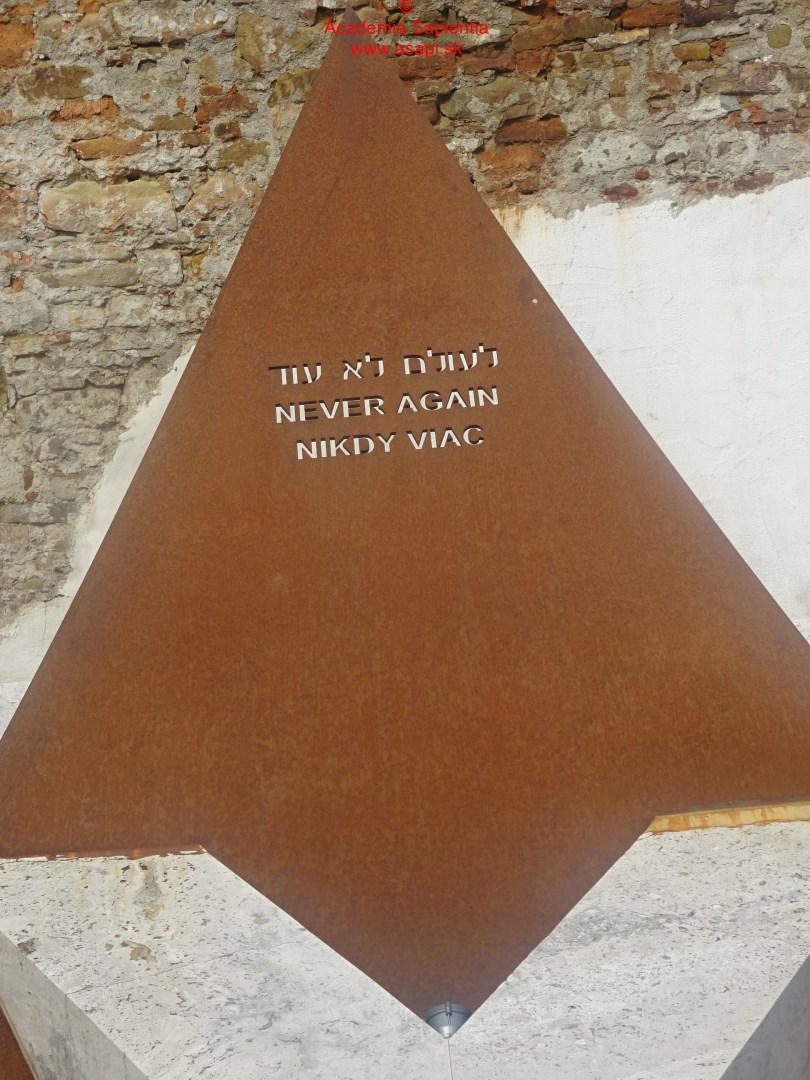 ©
Academia Sapientia
www.asapi.sk
לעולם לא עוד
NEVER AGAIN
NIKDY VIAC